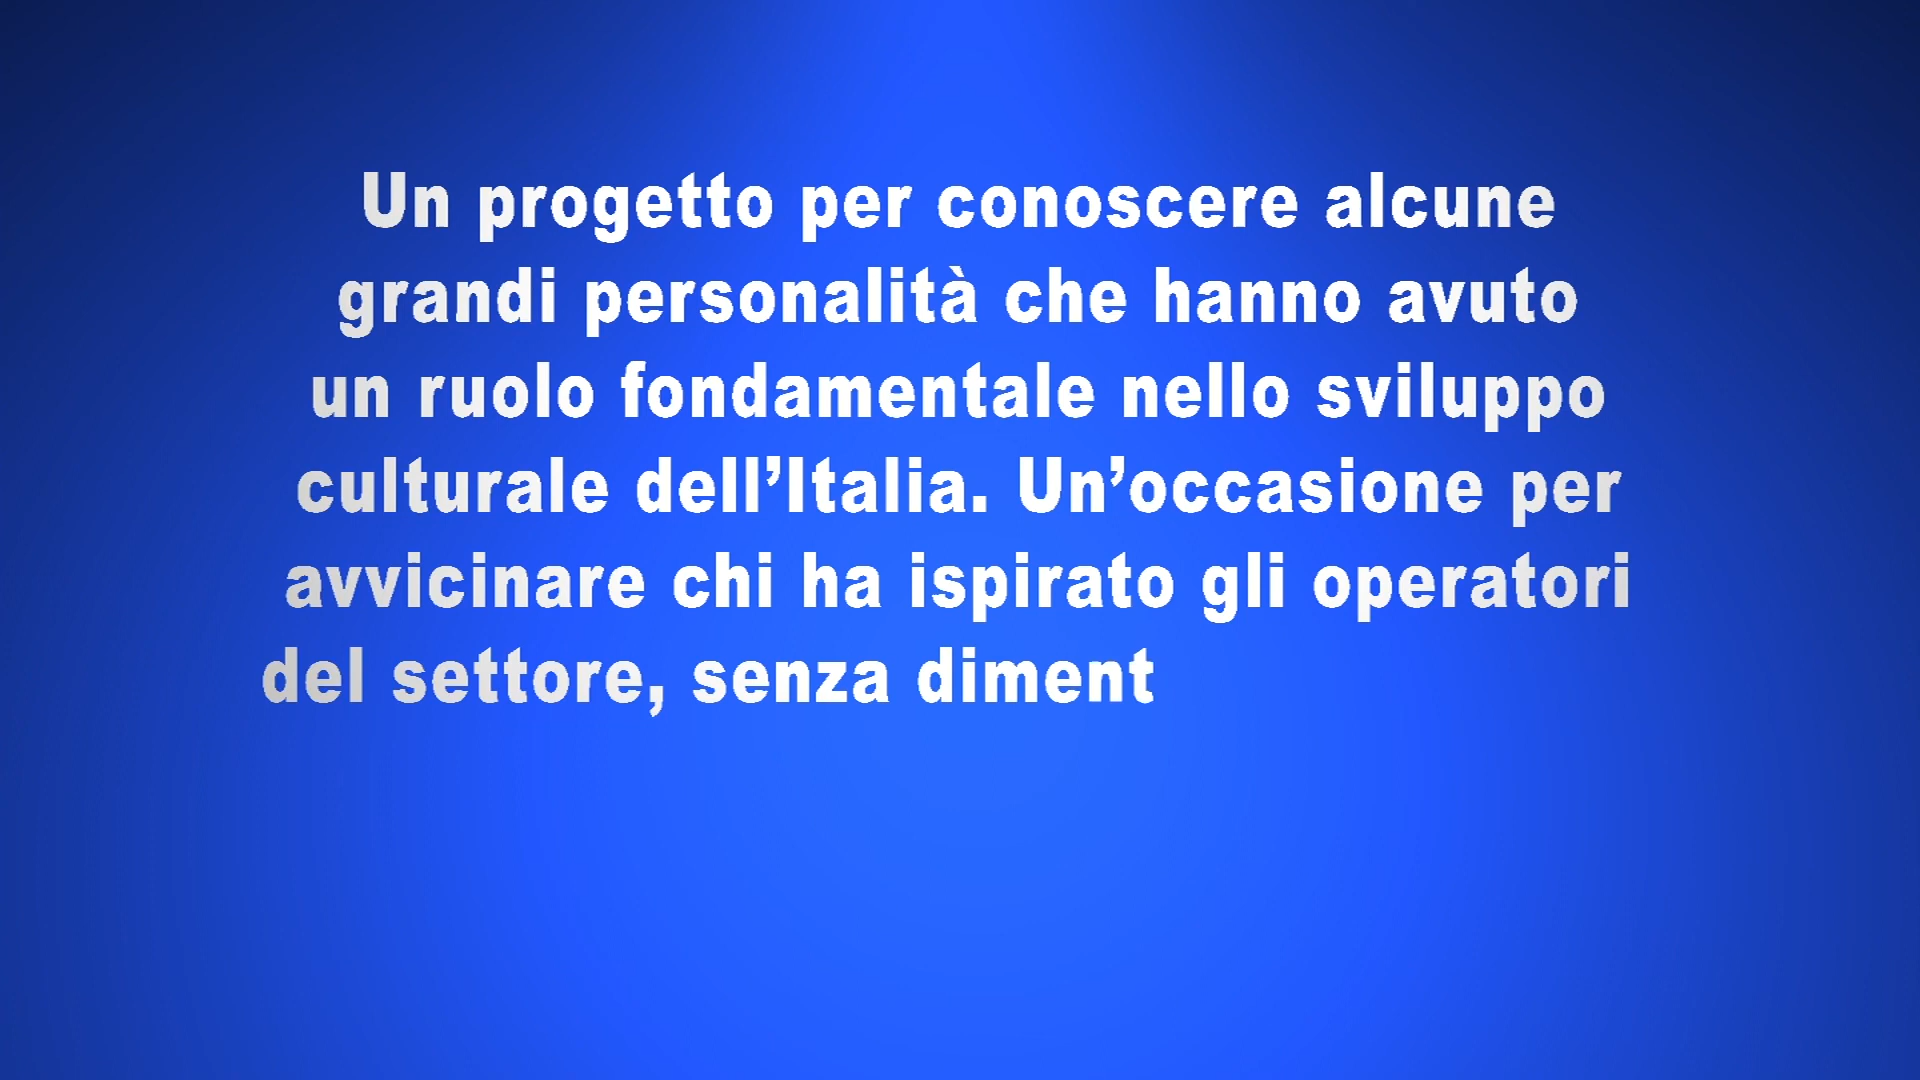 Un progetto per conoscere alcune
grandi personalità che hanno avuto
un ruolo fondamentale nello sviluppo
culturale dell’Italia. Un’occasione per
avvicinare chi ha ispirato gli operatori
del settore, senza diment